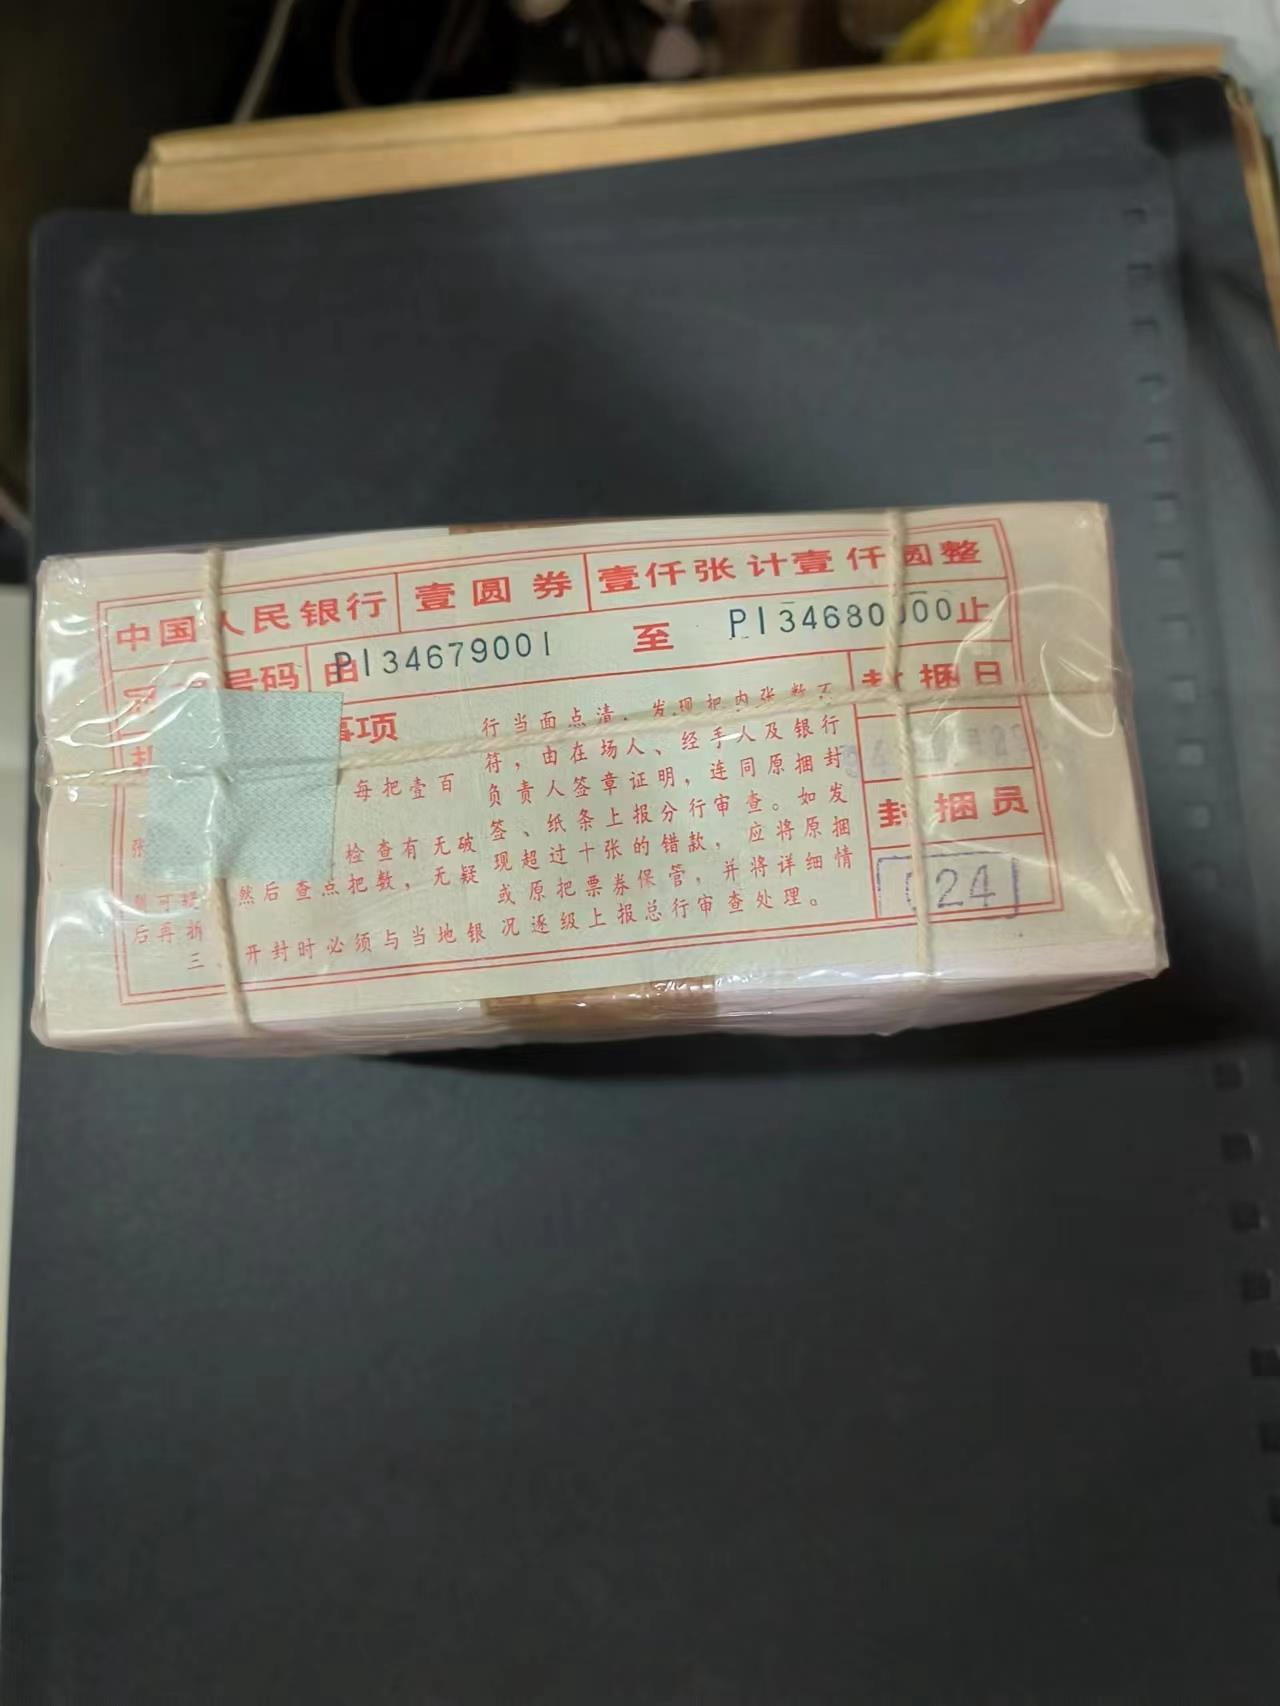 中国人民银行 壹圆券 壹仟张计壹仟圆整
号码 由 P134679001 至 P134680000止
事项
封捆日
每把壹百
检查有无破
然后查点把数，无疑
后再拆
三 开封时必须与当地银
行当面点清，发现把内张数不
符，由在场人、经手人及银行
负责人签章证明，连同原捆封
签、纸条上报分行审查。如发
现超过十张的错款，应将原捆
或原把票券保管，并将详细情
况逐级上报总行审查处理。
封捆员
024